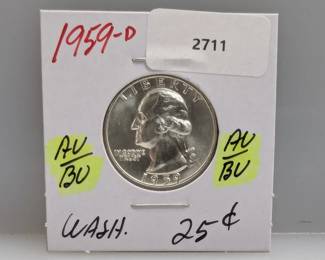 1959-D
2711
LIBERTY
IN GOD WE
TRUST
1959
AU/BU
AU/BU
WASH.
25¢